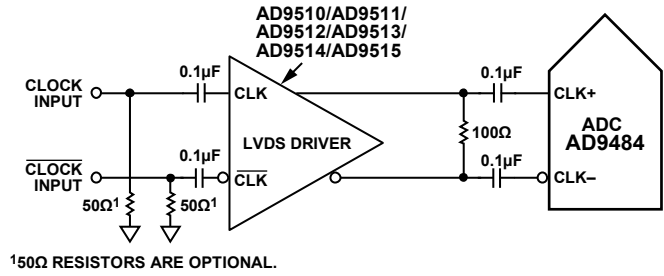 AD9510/AD9511/
AD9512/AD9513/
AD9514/AD9515
0.1µF
0.1µF
CLOCK
INPUT
CLK
CLK+
LVDS DRIVER
100Ω
ADC
AD9484
CLOCK
INPUT
0.1µF
CLK
0.1µF
CLK–
50Ω¹
50Ω¹
¹50Ω RESISTORS ARE OPTIONAL.